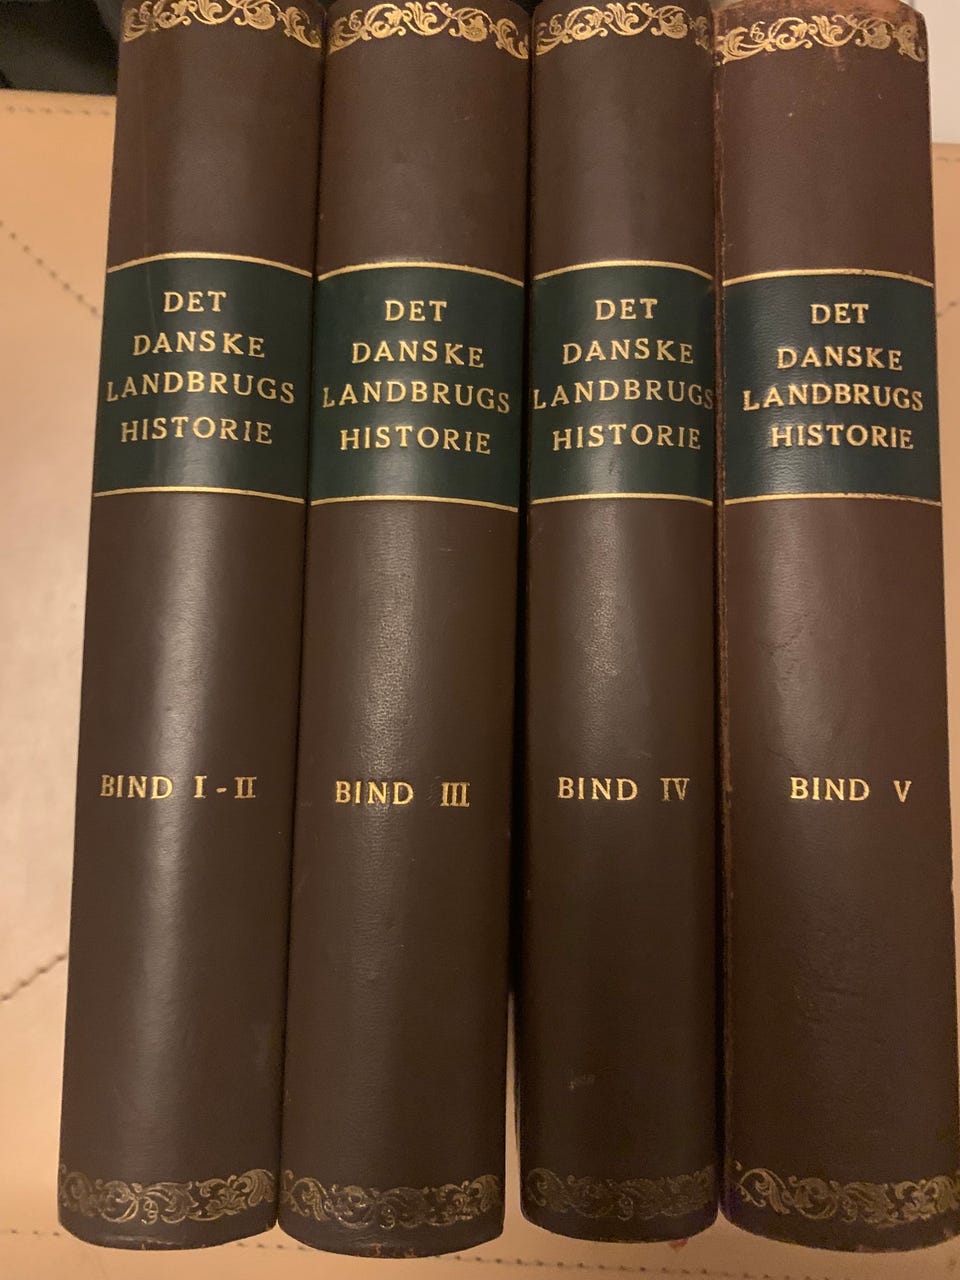 DET
DANSKE
LANDBRUGS
HISTORIE
BIND I-II
DET
DANSKE
LANDBRUGS
HISTORIE
BIND III
DET
DANSKE
LANDBRUGS
HISTORIE
BIND IV
DET
DANSKE
LANDBRUGS
HISTORIE
BIND V